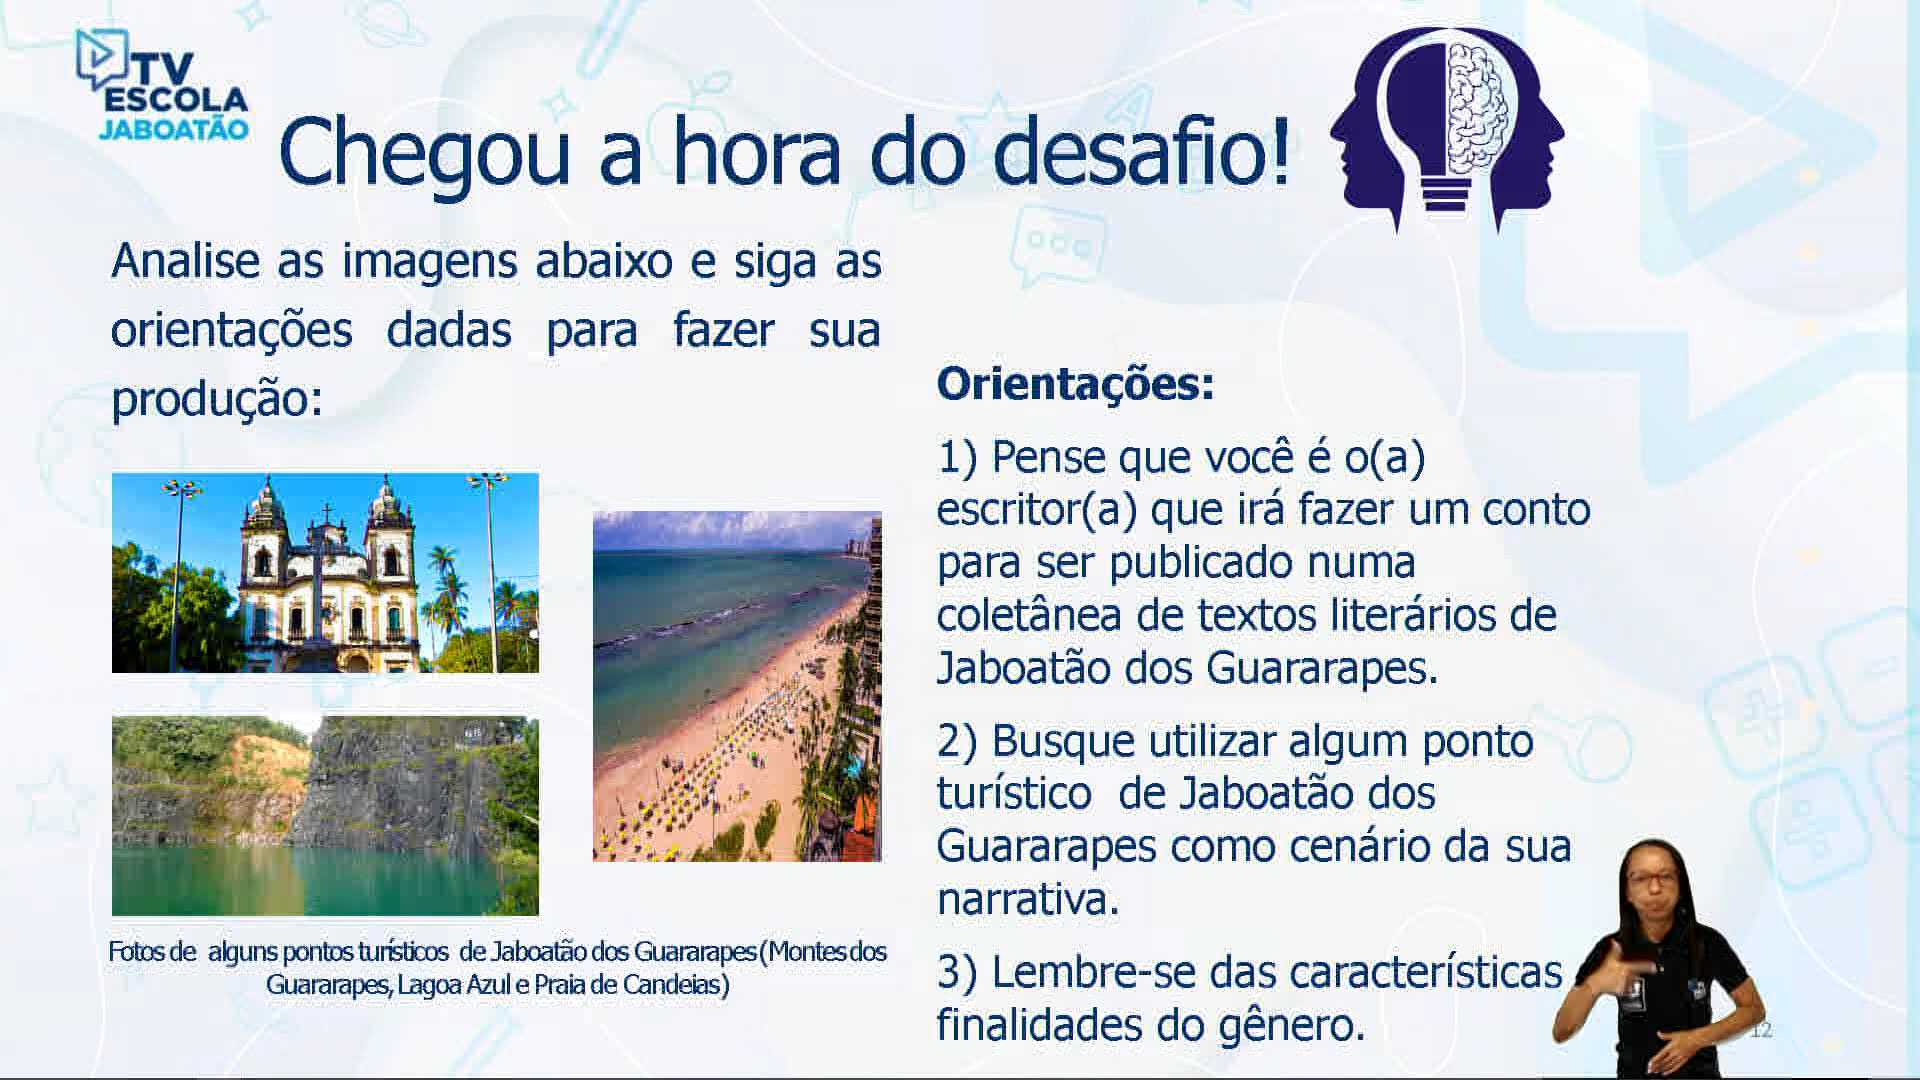 TV
ESCOLA
JABOATÃO
Chegou a hora do desafio!
Analise as imagens abaixo e siga as
orientações dadas para fazer sua
produção:
Fotos de alguns pontos turísticos de Jaboatão dos Guararapes (Montes dos
Guararapes, Lagoa Azul e Praia de Candeias)
Orientações:
1) Pense que você é o(a)
escritor(a) que irá fazer um conto
para ser publicado numa
coletânea de textos literários de
Jaboatão dos Guararapes.
2) Busque utilizar algum ponto
turístico de Jaboatão dos
Guararapes como cenário da sua
narrativa.
3) Lembre-se das características
finalidades do gênero.
12